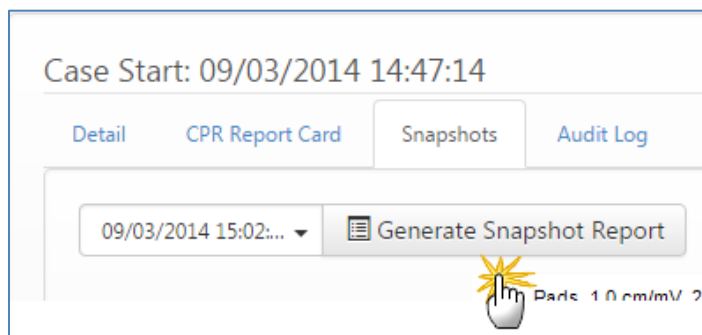 Case Start: 09/03/2014 14:47:14
Detail CPR Report Card Snapshots Audit Log
09/03/2014 15:02:... Generate Snapshot Report
Pads, 1.0 cm/mV, 2